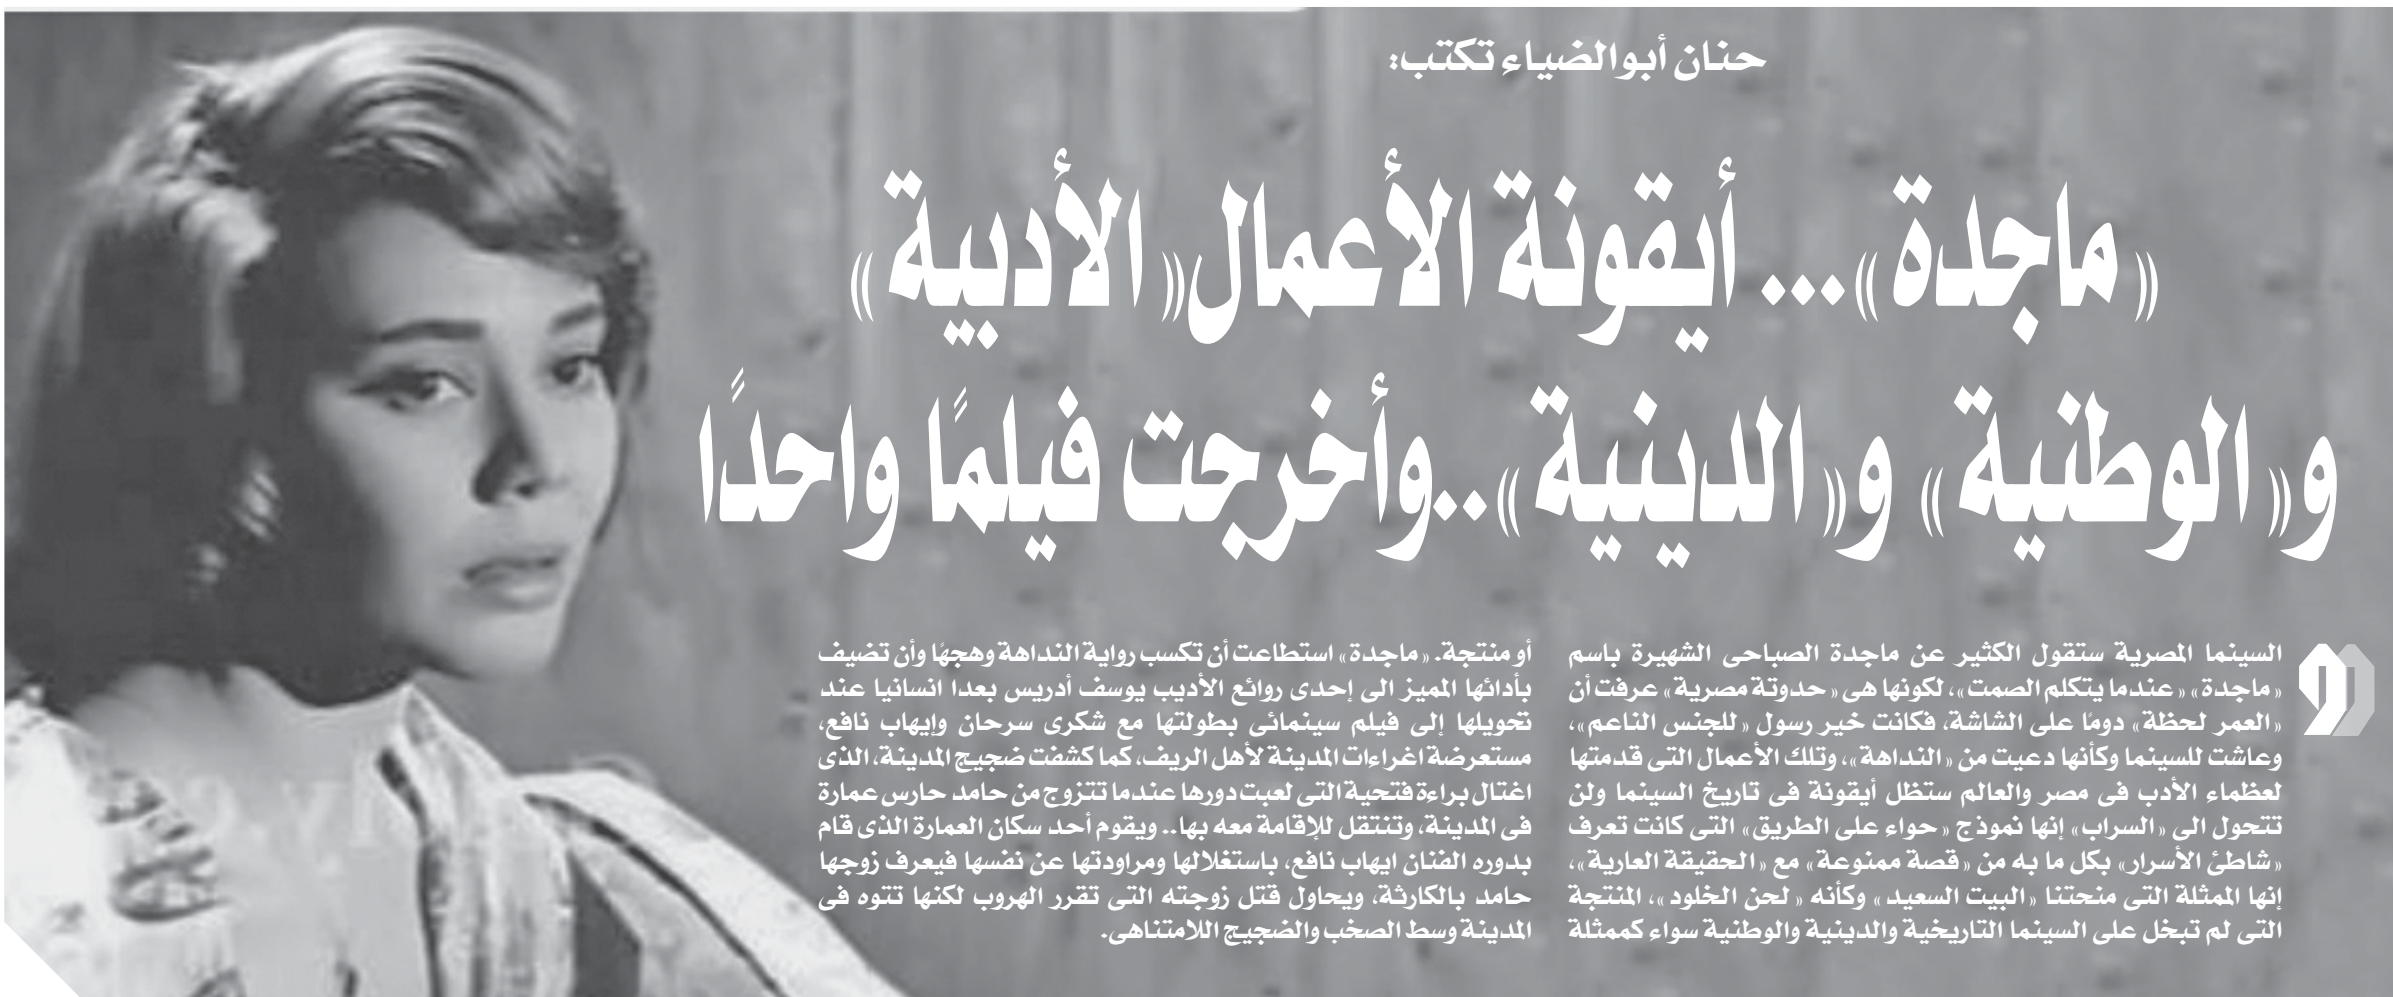 حنان أبوالضياء تكتب:
«ماجدة»... أيقونة الأعمال «الأدبية»
و«الوطنية» و«الدينية»..وأخرجت فيلمًا واحدًا
السينما المصرية ستقول الكثير عن ماجدة الصباحى الشهيرة باسم
«ماجدة» «عندما يتكلم الصمت»، لكونها هى «حدوتة مصرية» عرفت أن
«العمر لحظة» دومًا على الشاشة، فكانت خير رسول «للجنس الناعم»،
وعاشت للسينما وكأنها دعيت من «النداهة»، وتلك الأعمال التى قدمتها
لعظماء الأدب فى مصر والعالم ستظل أيقونة فى تاريخ السينما ولن
تتحول الى «السراب» إنها نموذج «حواء على الطريق» التى كانت تعرف
«شاطئ الأسرار» بكل ما به من «قصة ممنوعة» مع «الحقيقة العارية»،
إنها الممثلة التى منحتنا «البيت السعيد» وكأنه «لحن الخلود»، المنتجة
التى لم تبخل على السينما التاريخية والدينية والوطنية سواء كممثلة
أو منتجة. «ماجدة» استطاعت أن تكسب رواية النداهة وهجهًا وأن تضيف
بأدائها المميز الى إحدى روائع الأديب يوسف أدريس بعدا انسانيا عند
تحويلها إلى فيلم سينمائى بطولتها مع شكرى سرحان وإيهاب نافع،
مستعرضة اغراءات المدينة لأهل الريف، كما كشفت ضجيج المدينة، الذى
اغتال براءة فتحية التى لعبت دورها عندما تتزوج من حامد حارس عمارة
فى المدينة، وتنتقل للإقامة معه بها.. ويقوم أحد سكان العمارة الذى قام
بدوره الفنان ايهاب نافع، باستغلالها ومراودتها عن نفسها فيعرف زوجها
حامد بالكارثة، ويحاول قتل زوجته التى تقرر الهروب لكنها تتوه فى
المدينة وسط الصخب والضجيج اللامتناهى.